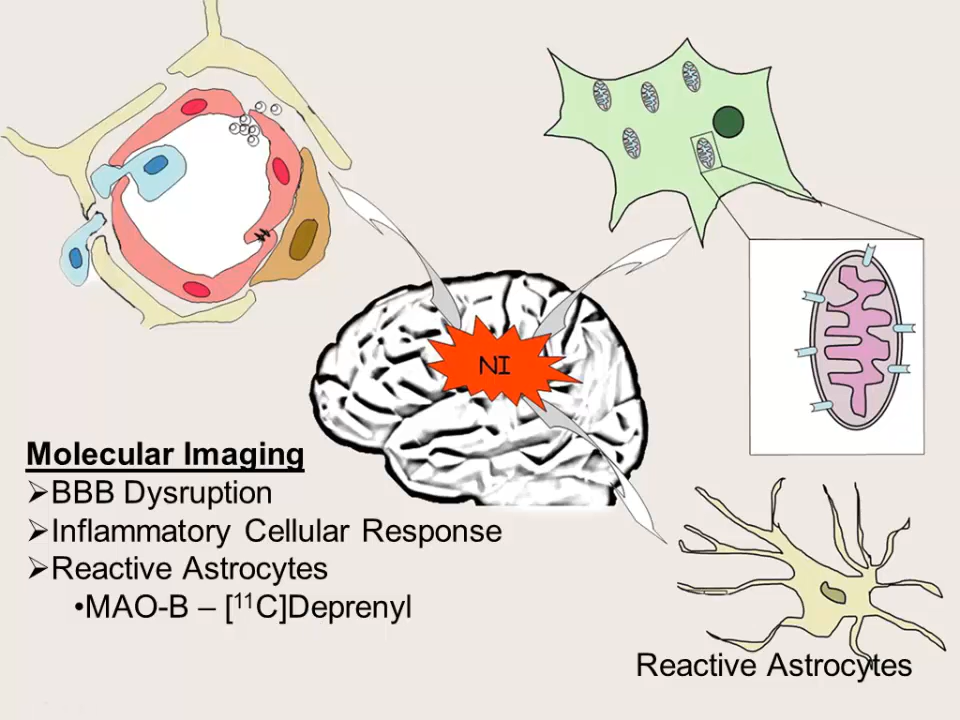 NI
Molecular Imaging
➢BBB Dysruption
➢Inflammatory Cellular Response
➢Reactive Astrocytes
•MAO-B – [¹¹C]Deprenyl
Reactive Astrocytes